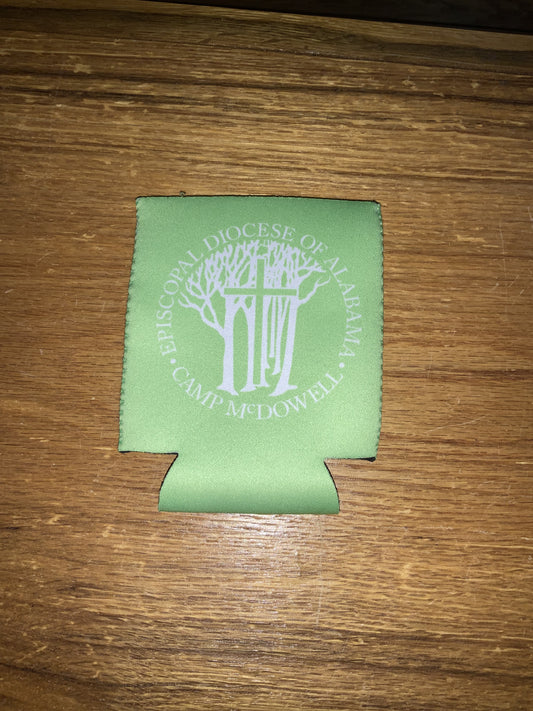 EPISCOPAL DIOCESE OF ALABAMA
• CAMP McDOWELL •